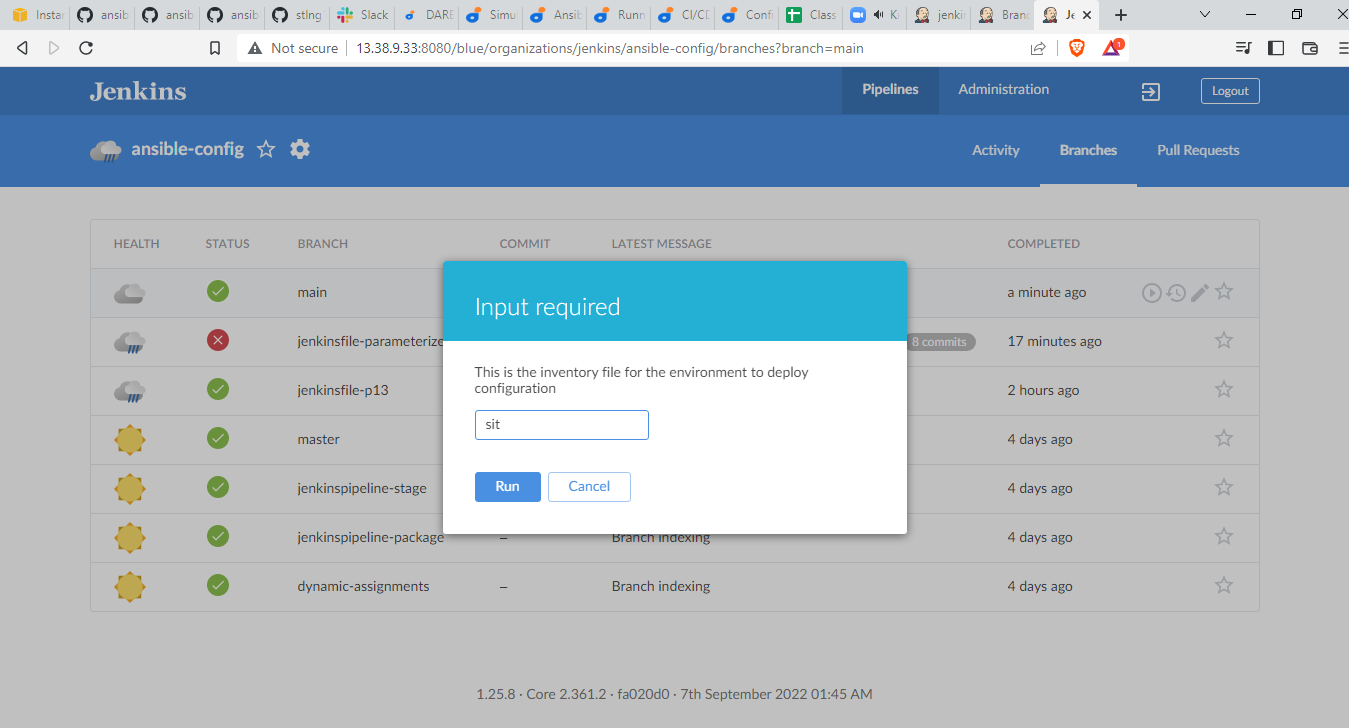 Instan
ansib
ansib
ansib
stlng
Slack
DARE
Simu
Ansib
Runn
CI/CD
Confi
Class
jenkin
Bran
Je
Not secure
13.38.9.33:8080/blue/organizations/jenkins/ansible-config/branches?branch=main
1
Jenkins
Pipelines
Administration
Logout
ansible-config
Activity
Branches
Pull Requests
HEALTH STATUS BRANCH COMMIT LATEST MESSAGE COMPLETED
main a minute ago
jenkinsfile-parameterize 8 commits 17 minutes ago
jenkinsfile-p13 2 hours ago
master 4 days ago
jenkinspipeline-stage 4 days ago
jenkinspipeline-package – Branch indexing 4 days ago
dynamic-assignments – Branch indexing 4 days ago
Input required
This is the inventory file for the environment to deploy
configuration
sit
Run
Cancel
1.25.8 · Core 2.361.2 · fa020d0 · 7th September 2022 01:45 AM